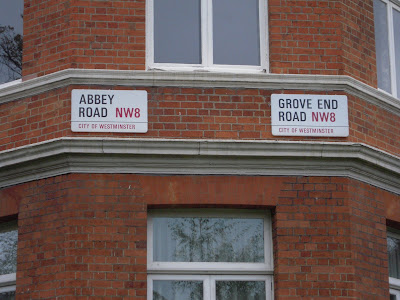 ABBEY
ROAD NW8
CITY OF WESTMINSTER
GROVE END
ROAD NW8
CITY OF WESTMINSTER